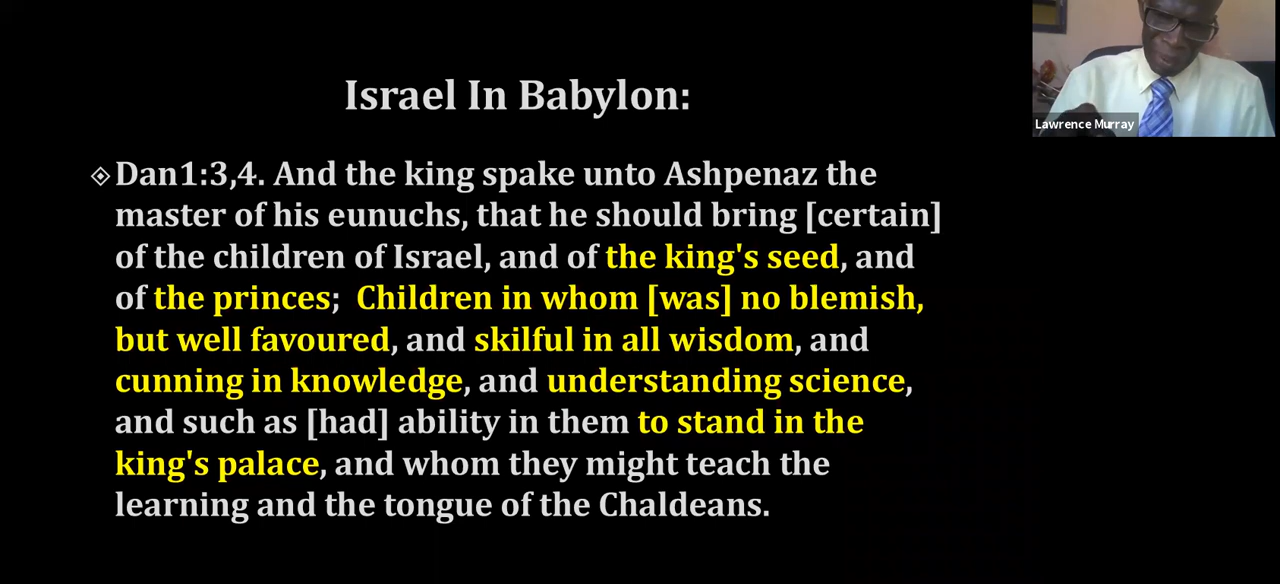 Israel In Babylon:
Dan1:3,4. And the king spake unto Ashpenaz the
master of his eunuchs, that he should bring [certain]
of the children of Israel, and of the king's seed, and
of the princes;  Children in whom [was] no blemish,
but well favoured, and skilful in all wisdom, and
cunning in knowledge, and understanding science,
and such as [had] ability in them to stand in the
king's palace, and whom they might teach the
learning and the tongue of the Chaldeans.
Lawrence Murray